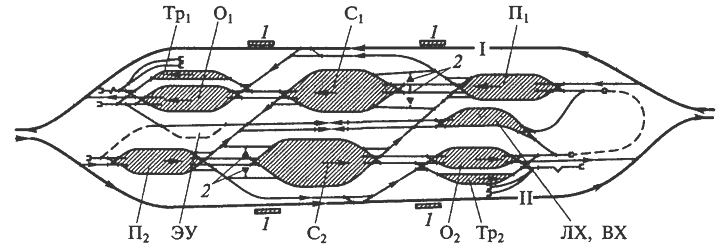 Тр₁ О₁ 1 С₁ 1 П₁
I
2
2
II
П₂ ЭУ 1 С₂ 1 О₂ Тр₂ ЛХ, ВХ